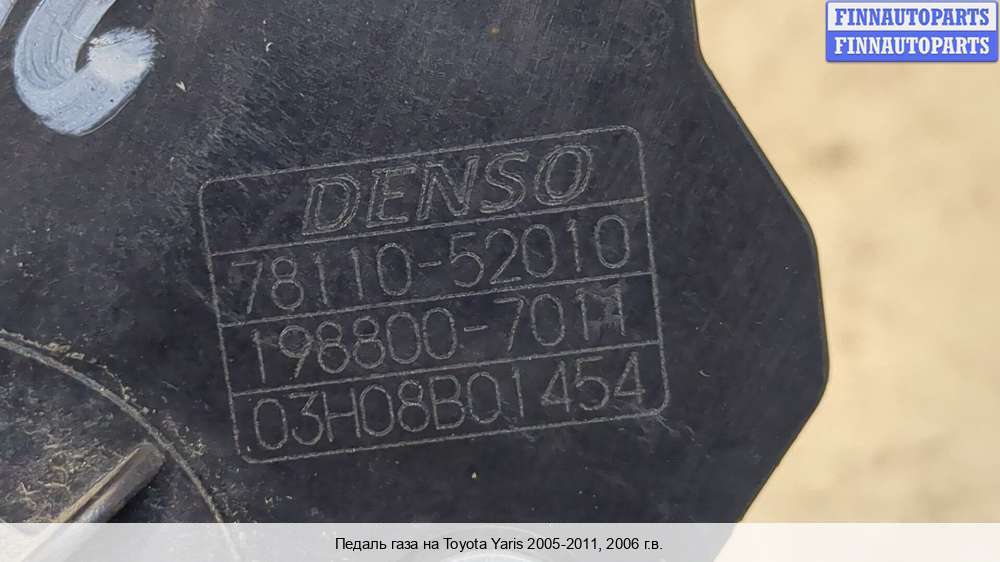 FINNAUTOPARTS
FINNAUTOPARTS
DENSO
78110-52010
198800-7011
03H08B01454
Педаль газа на Toyota Yaris 2005-2011, 2006 г.в.